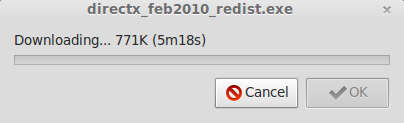 directx_feb2010_redist.exe
Downloading... 771K (5m18s)
Cancel
OK